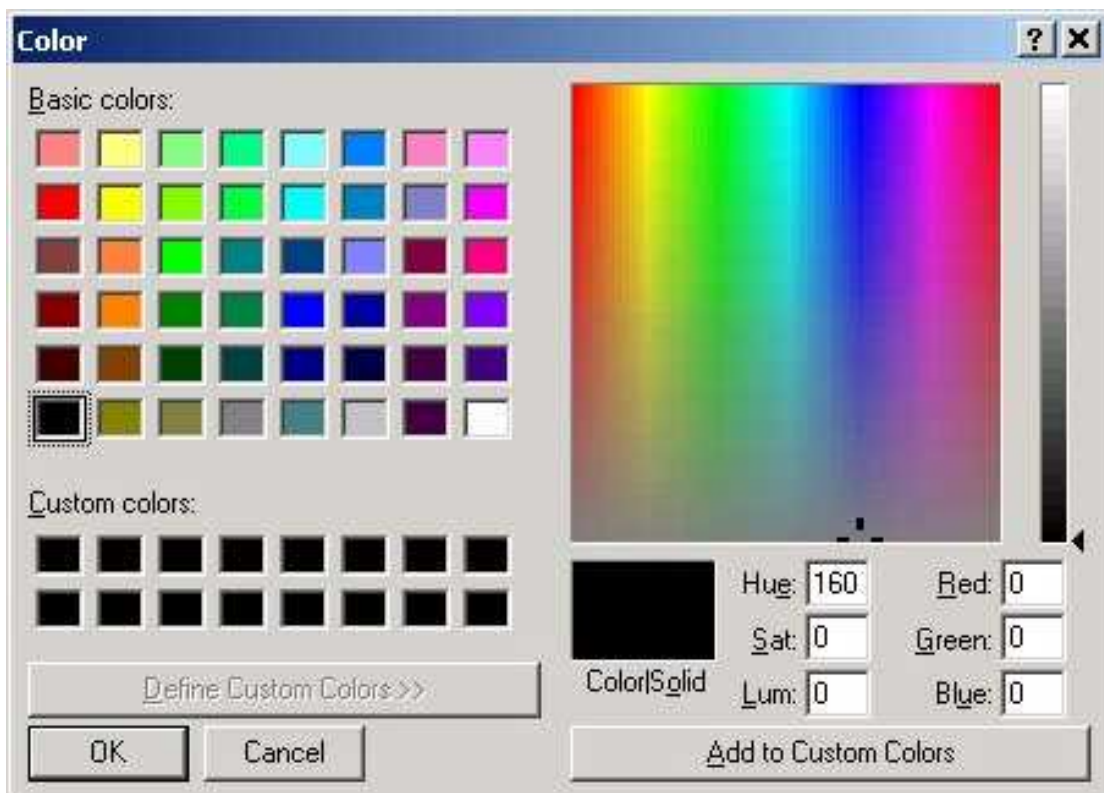 Color
Basic colors:
Custom colors:
Define Custom Colors >>
OK
Cancel
Color|Solid
Hue: 160
Sat: 0
Lum: 0
Red: 0
Green: 0
Blue: 0
Add to Custom Colors